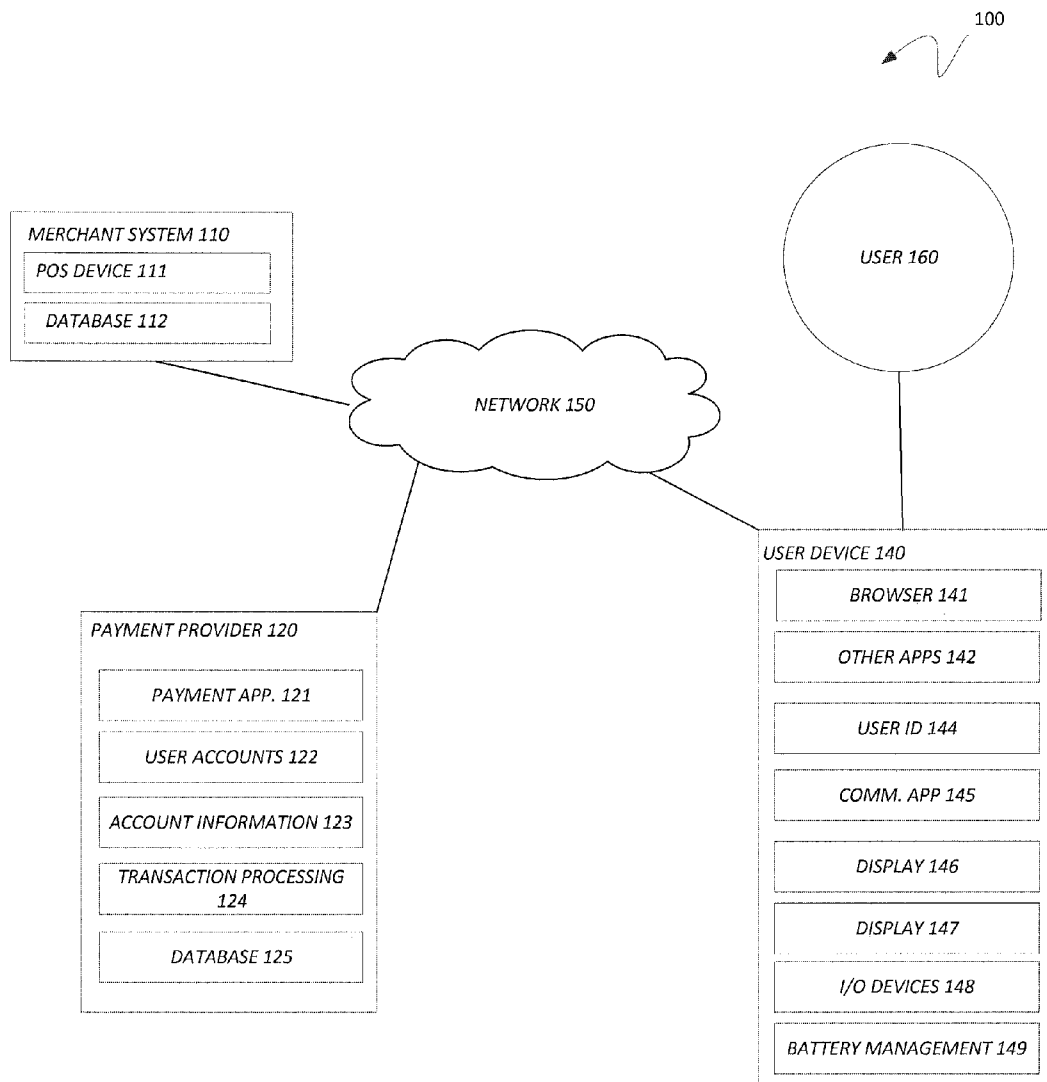 100
MERCHANT SYSTEM 110
POS DEVICE 111
DATABASE 112
USER 160
NETWORK 150
PAYMENT PROVIDER 120
PAYMENT APP. 121
USER ACCOUNTS 122
ACCOUNT INFORMATION 123
TRANSACTION PROCESSING
124
DATABASE 125
USER DEVICE 140
BROWSER 141
OTHER APPS 142
USER ID 144
COMM. APP 145
DISPLAY 146
DISPLAY 147
I/O DEVICES 148
BATTERY MANAGEMENT 149